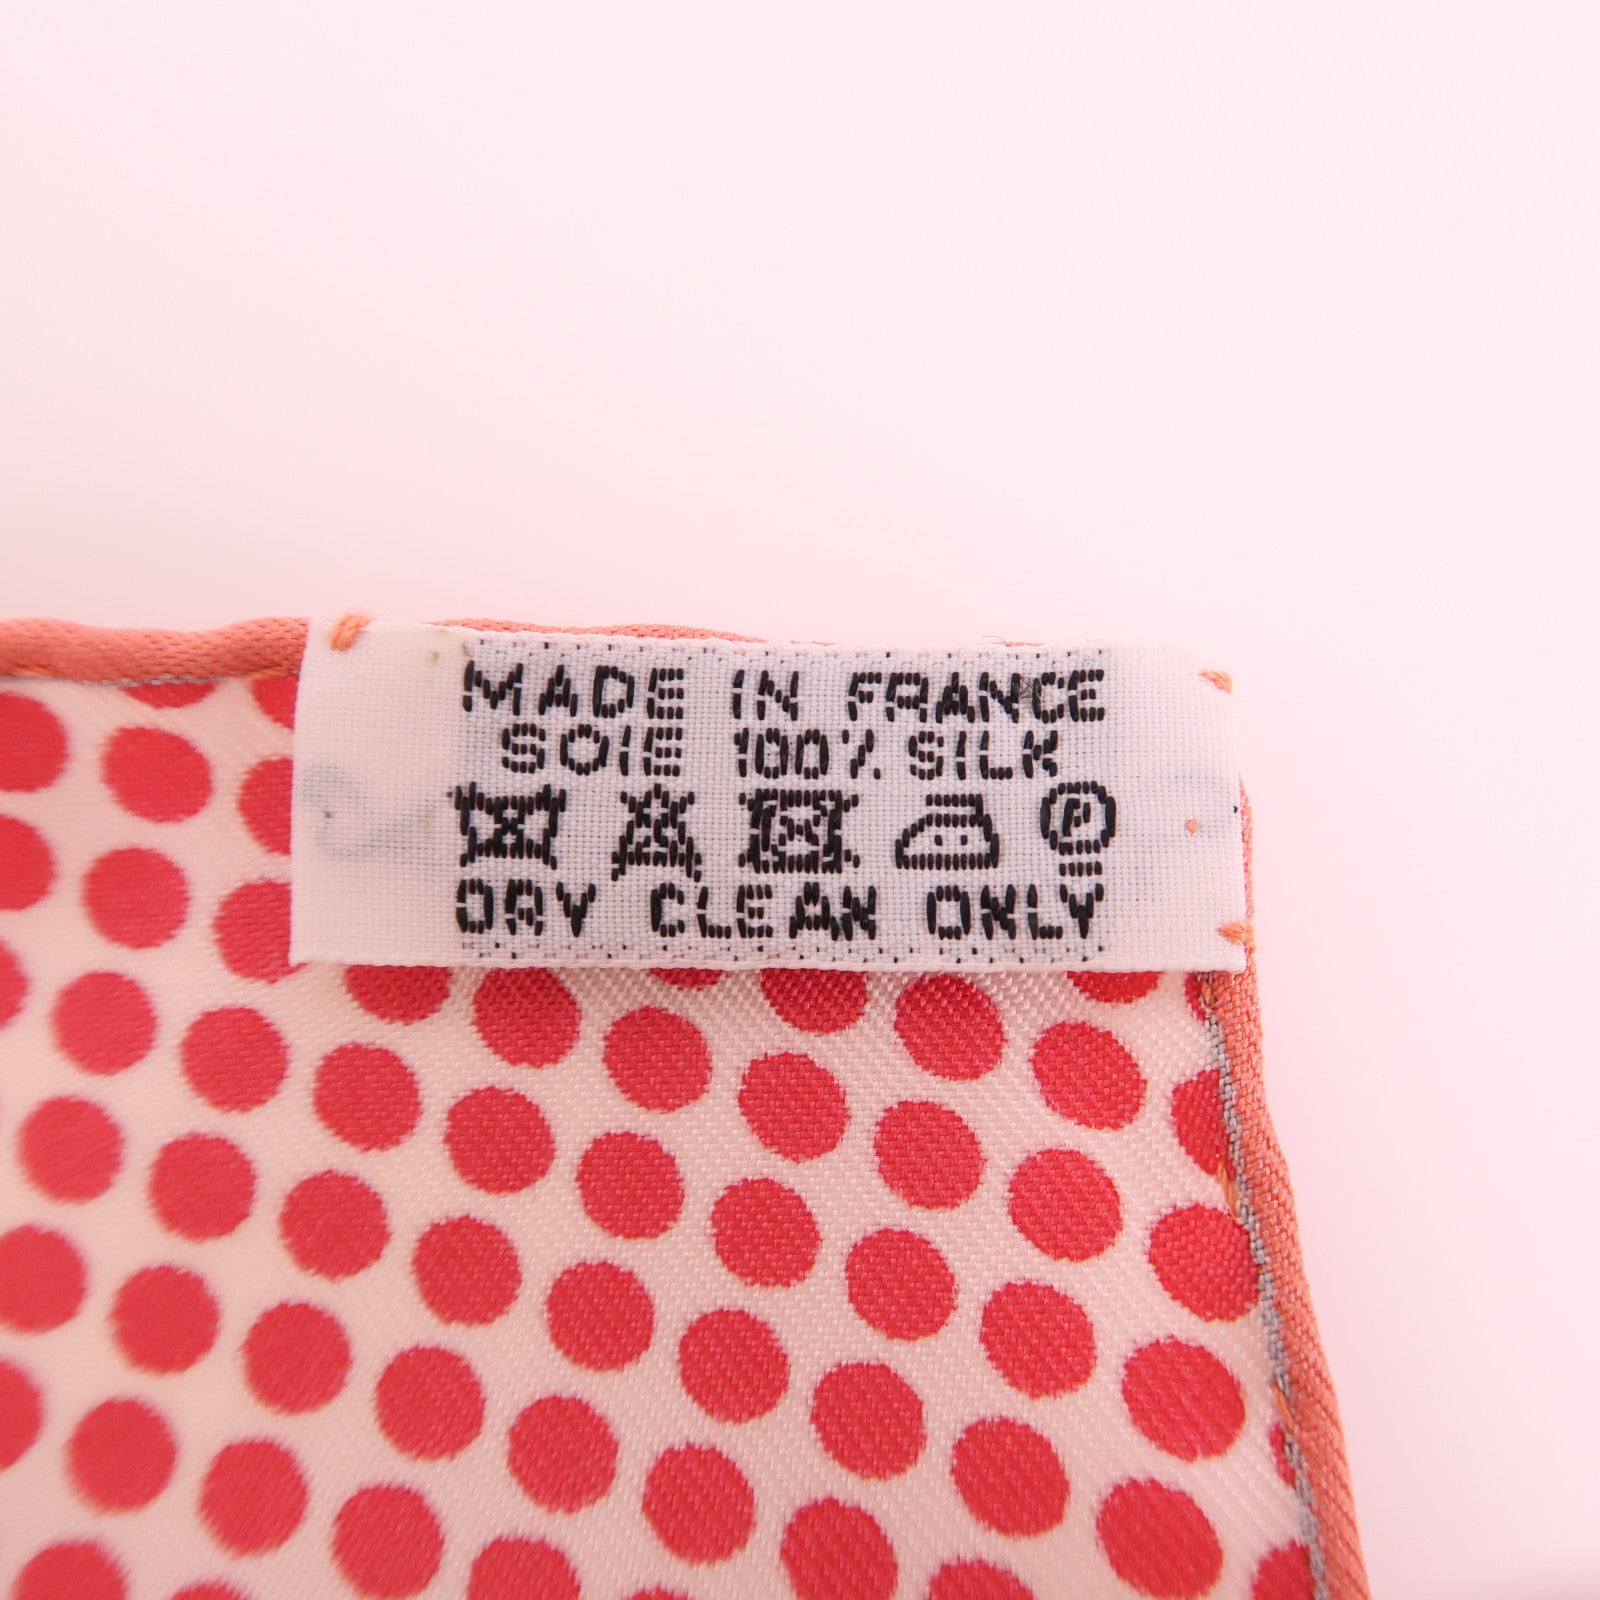 MADE IN FRANCE
SOIE 100% SILK
P
DRY CLEAN ONLY